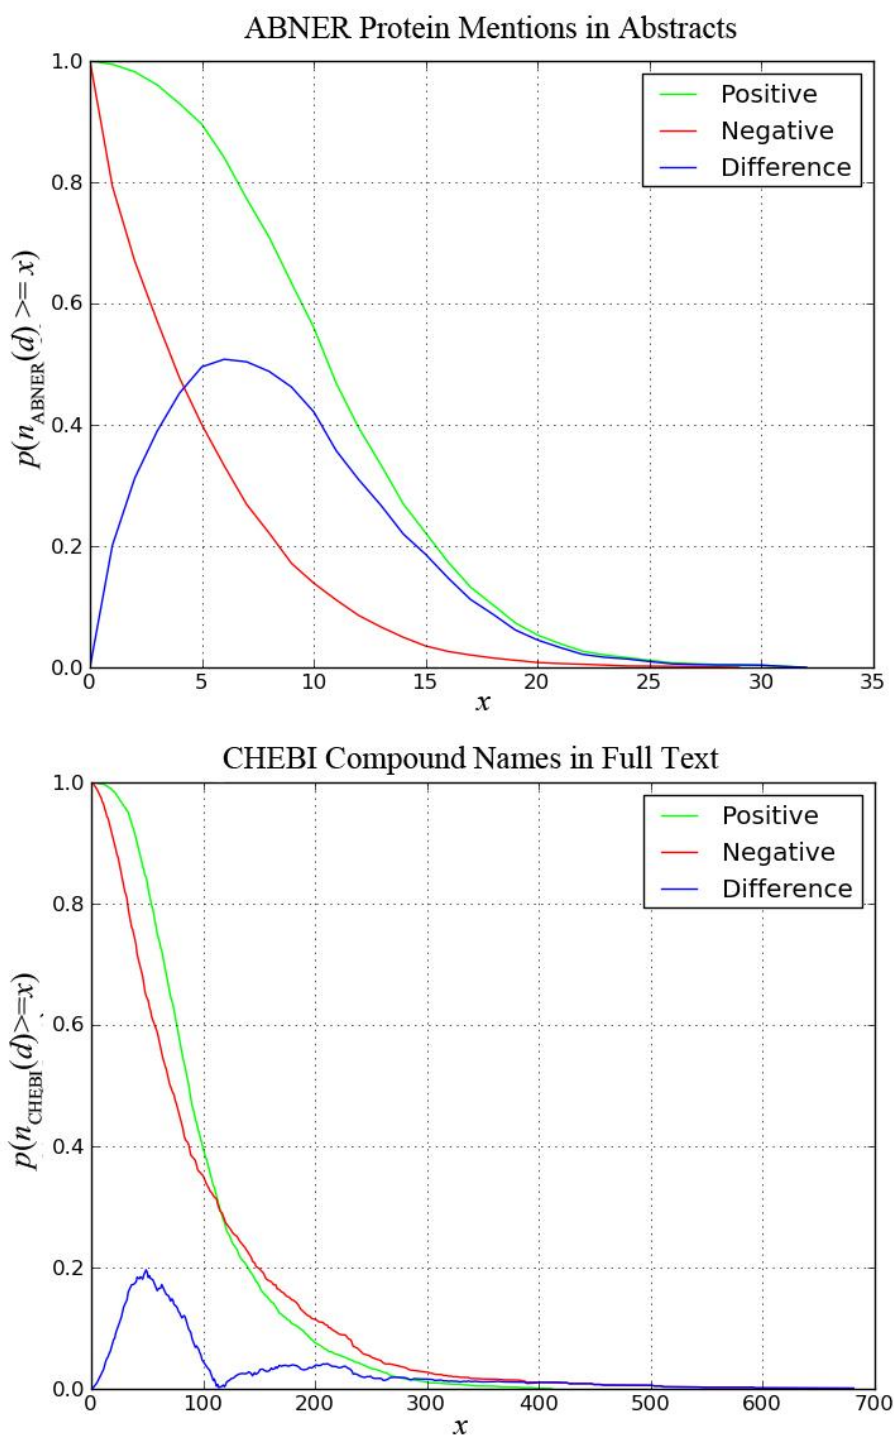 ABNER Protein Mentions in Abstracts
1.0
0.8
0.6
0.4
0.2
0.0
p(n_ABNER(d) >= x)
Positive
Negative
Difference
0 5 10 15 20 25 30 35
x
CHEBI Compound Names in Full Text
1.0
0.8
0.6
0.4
0.2
0.0
p(n_CHEBI(d)>=x)
Positive
Negative
Difference
0 100 200 300 400 500 600 700
x